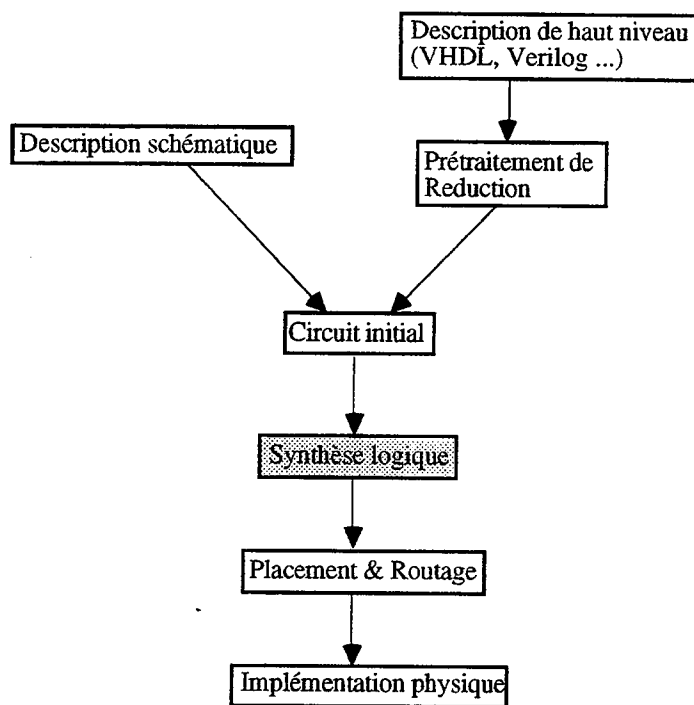 Description de haut niveau
(VHDL, Verilog ...)
Description schématique
Prétraitement de
Reduction
Circuit initial
Synthèse logique
Placement & Routage
Implémentation physique